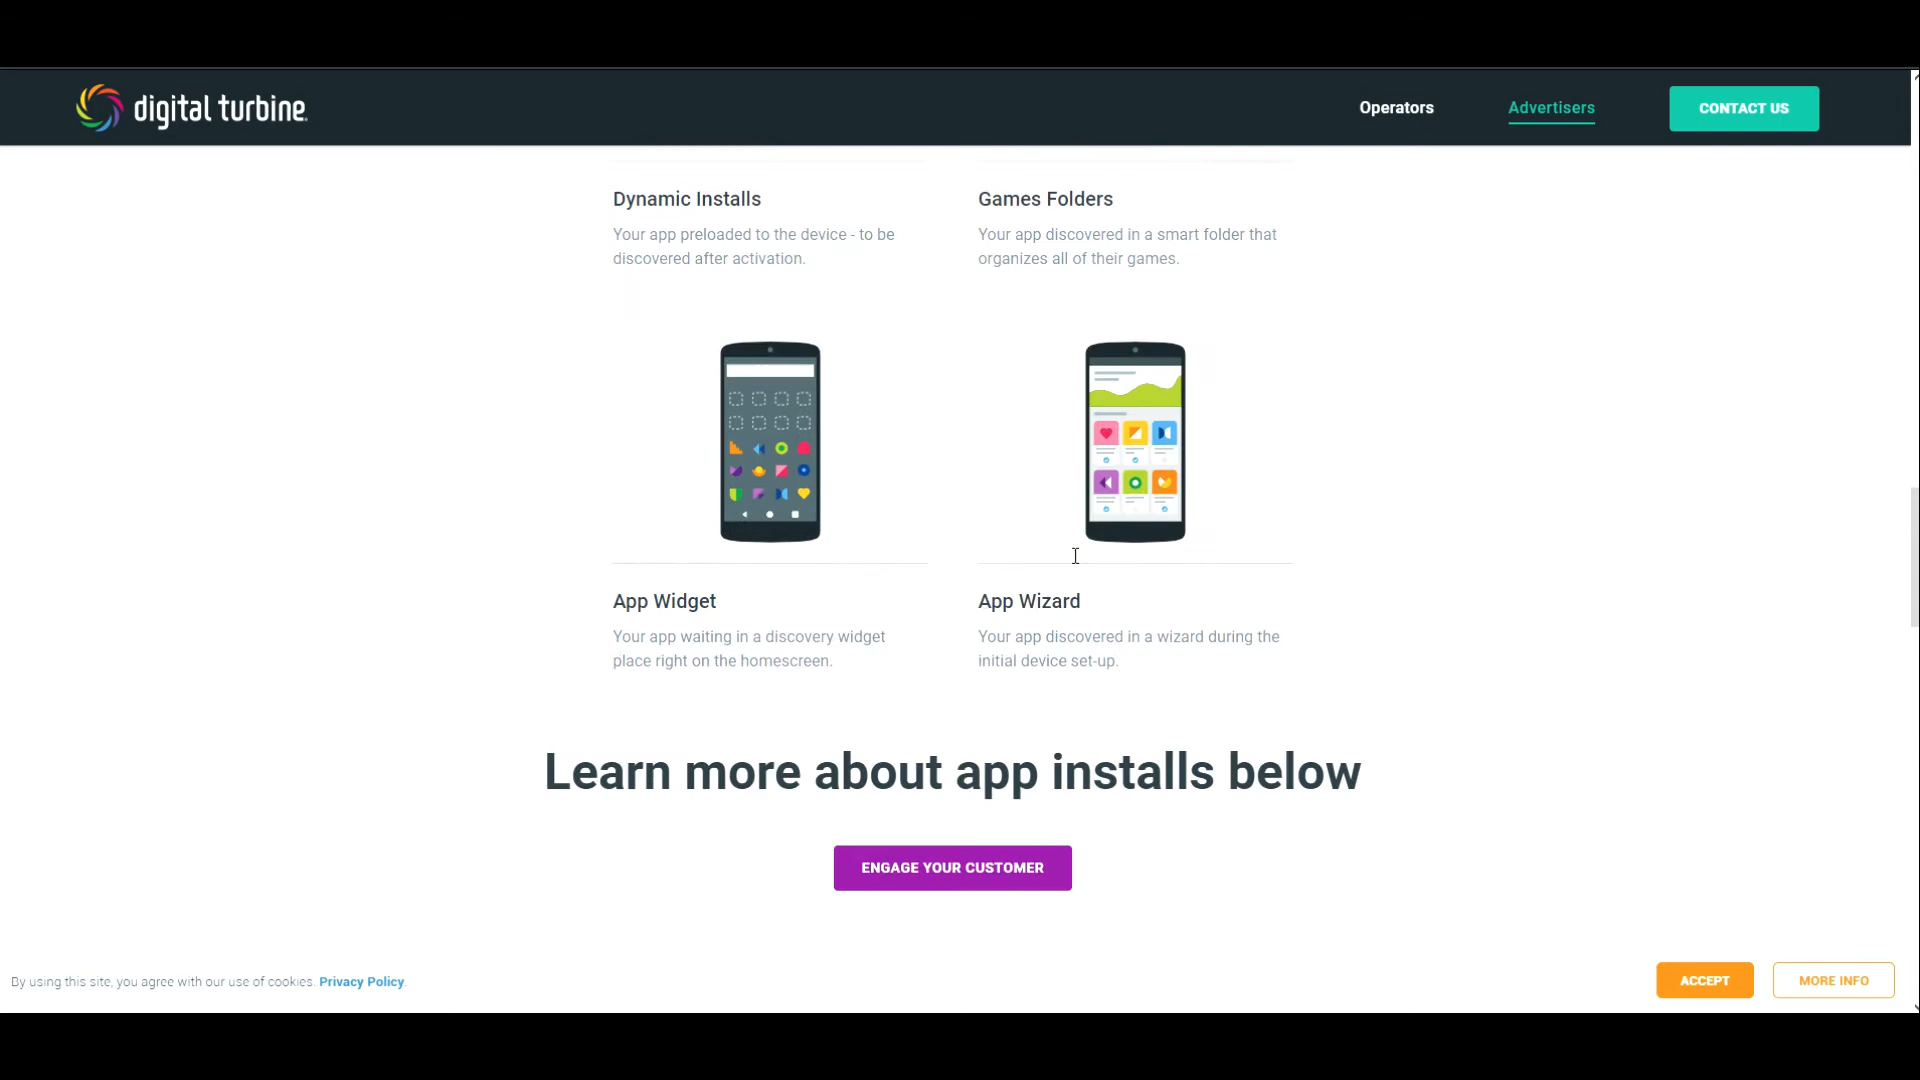 digital turbine.
Operators
Advertisers
CONTACT US
Dynamic Installs
Your app preloaded to the device - to be
discovered after activation.
Games Folders
Your app discovered in a smart folder that
organizes all of their games.
App Widget
Your app waiting in a discovery widget
place right on the homescreen.
App Wizard
Your app discovered in a wizard during the
initial device set-up.
Learn more about app installs below
ENGAGE YOUR CUSTOMER
By using this site, you agree with our use of cookies. Privacy Policy.
ACCEPT
MORE INFO